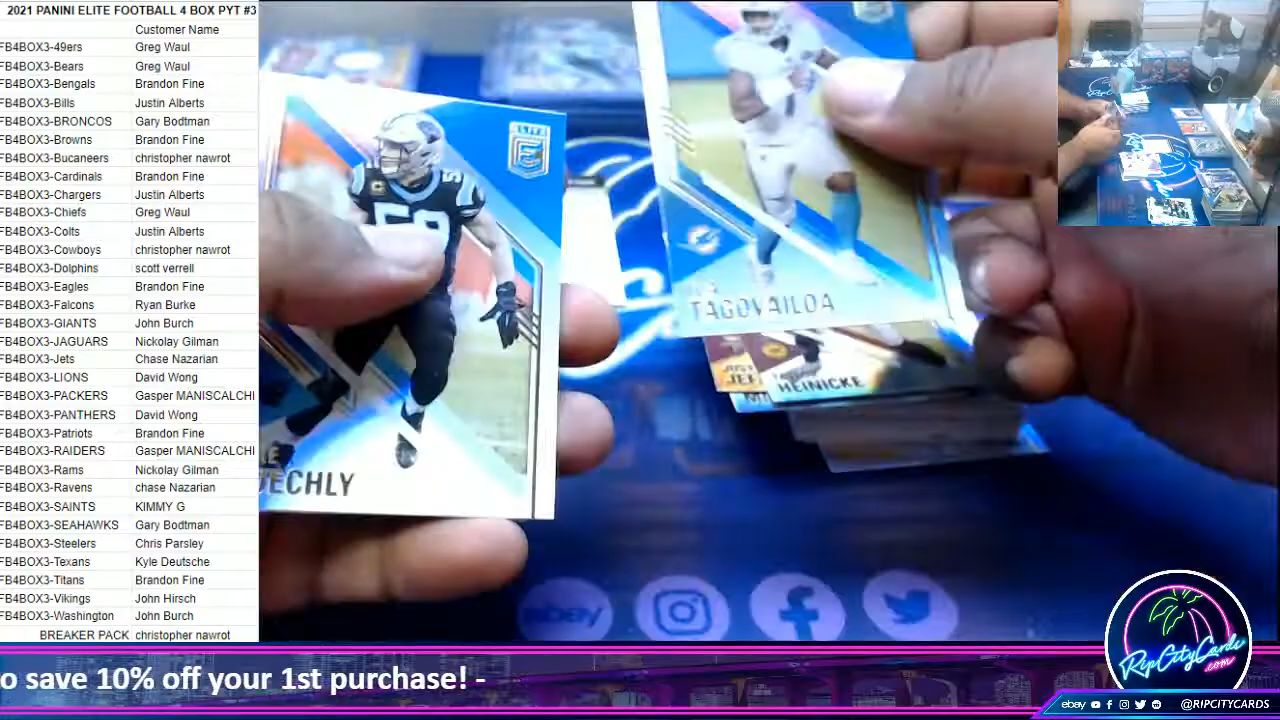 2021 PANINI ELITE FOOTBALL 4 BOX PYT #3
Customer Name
FB4BOX3-49ers Greg Waul
FB4BOX3-Bears Greg Waul
FB4BOX3-Bengals Brandon Fine
FB4BOX3-Bills Justin Alberts
FB4BOX3-BRONCOS Gary Bodtman
FB4BOX3-Browns Brandon Fine
FB4BOX3-Bucaneers christopher nawrot
FB4BOX3-Cardinals Brandon Fine
FB4BOX3-Chargers Justin Alberts
FB4BOX3-Chiefs Greg Waul
FB4BOX3-Colts Justin Alberts
FB4BOX3-Cowboys christopher nawrot
FB4BOX3-Dolphins scott verrell
FB4BOX3-Eagles Brandon Fine
FB4BOX3-Falcons Ryan Burke
FB4BOX3-GIANTS John Burch
FB4BOX3-JAGUARS Nickolay Gilman
FB4BOX3-Jets Chase Nazarian
FB4BOX3-LIONS David Wong
FB4BOX3-PACKERS Gasper MANISCALCHI
FB4BOX3-PANTHERS David Wong
FB4BOX3-Patriots Brandon Fine
FB4BOX3-RAIDERS Gasper MANISCALCHI
FB4BOX3-Rams Nickolay Gilman
FB4BOX3-Ravens chase Nazarian
FB4BOX3-SAINTS KIMMY G
FB4BOX3-SEAHAWKS Gary Bodtman
FB4BOX3-Steelers Chris Parsley
FB4BOX3-Texans Kyle Deutsche
FB4BOX3-Titans Brandon Fine
FB4BOX3-Vikings John Hirsch
FB4BOX3-Washington John Burch
BREAKER PACK christopher nawrot
ELITE
E
59
ECHLY
TAGOVAILOA
HEINICKE
JEF
ebay
RipCityCards
.com
o save 10% off your 1st purchase! -
ebay @RIPCITYCARDS